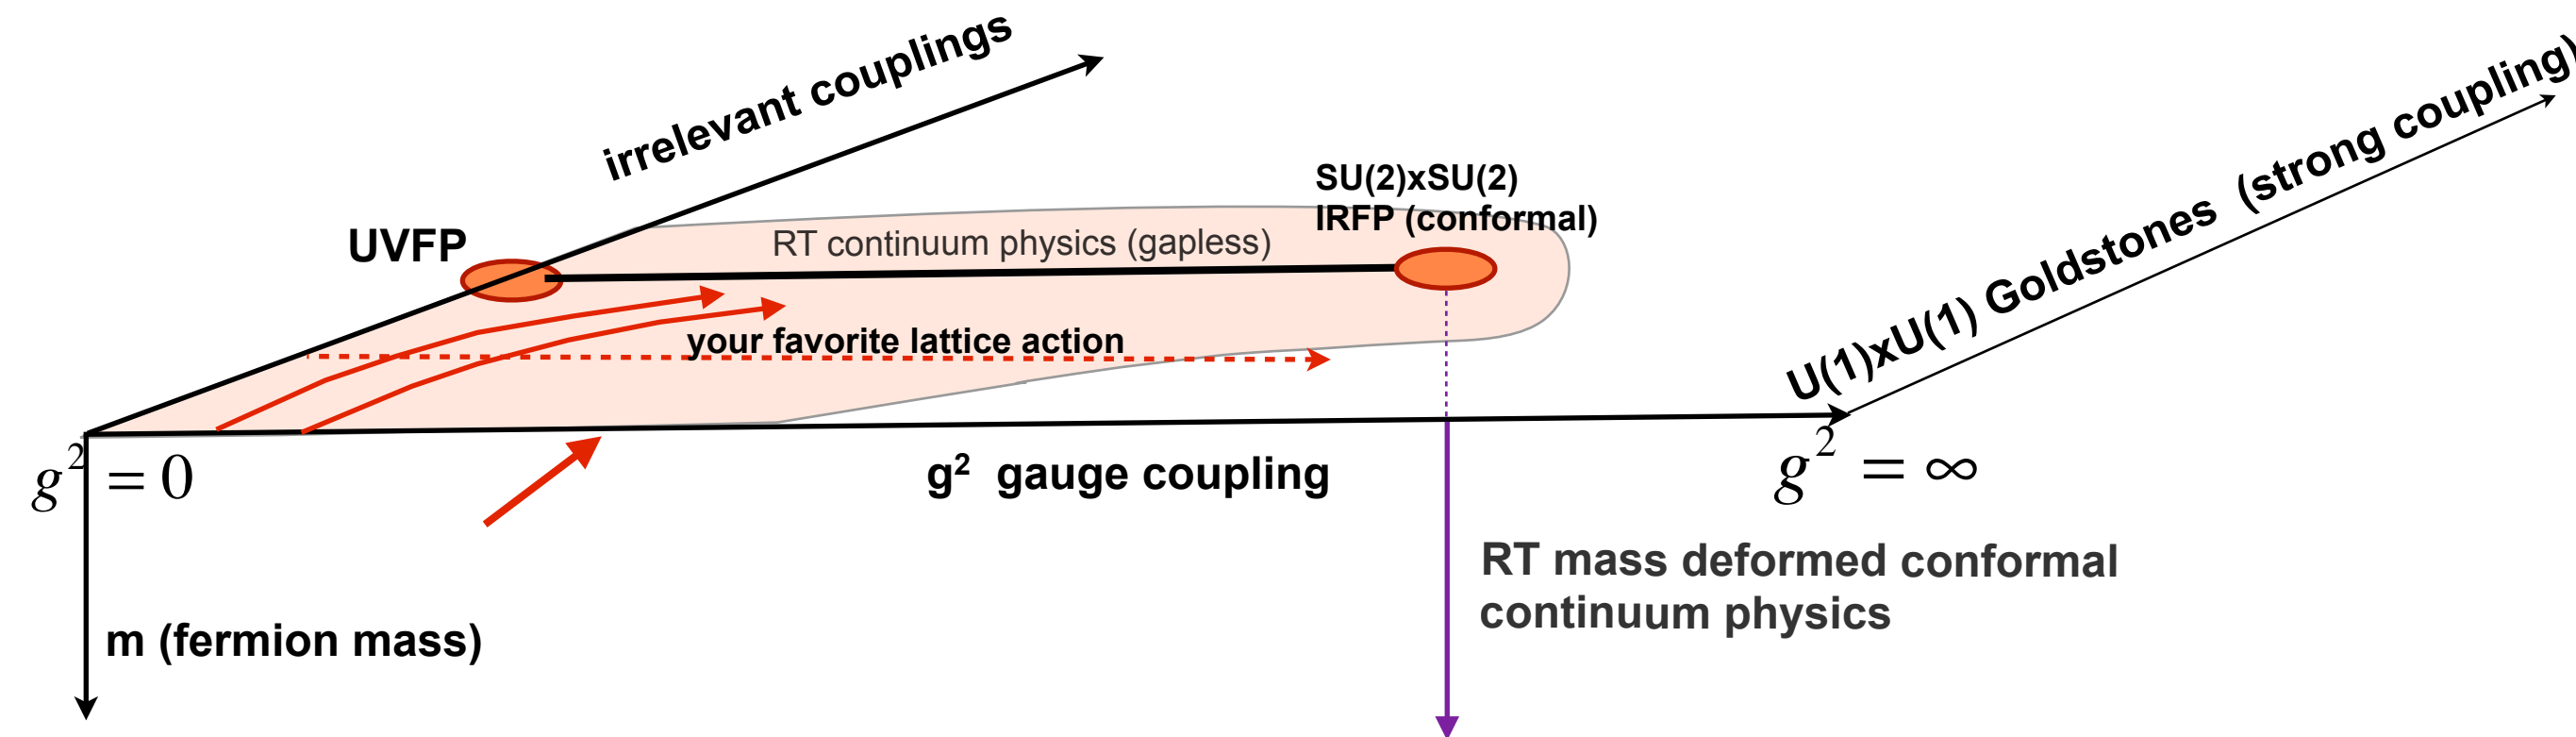 irrelevant couplings
U(1)xU(1) Goldstones (strong coupling)
SU(2)xSU(2)
IRFP (conformal)
UVFP
RT continuum physics (gapless)
your favorite lattice action
g² = 0
g² gauge coupling
g² = ∞
RT mass deformed conformal
continuum physics
m (fermion mass)